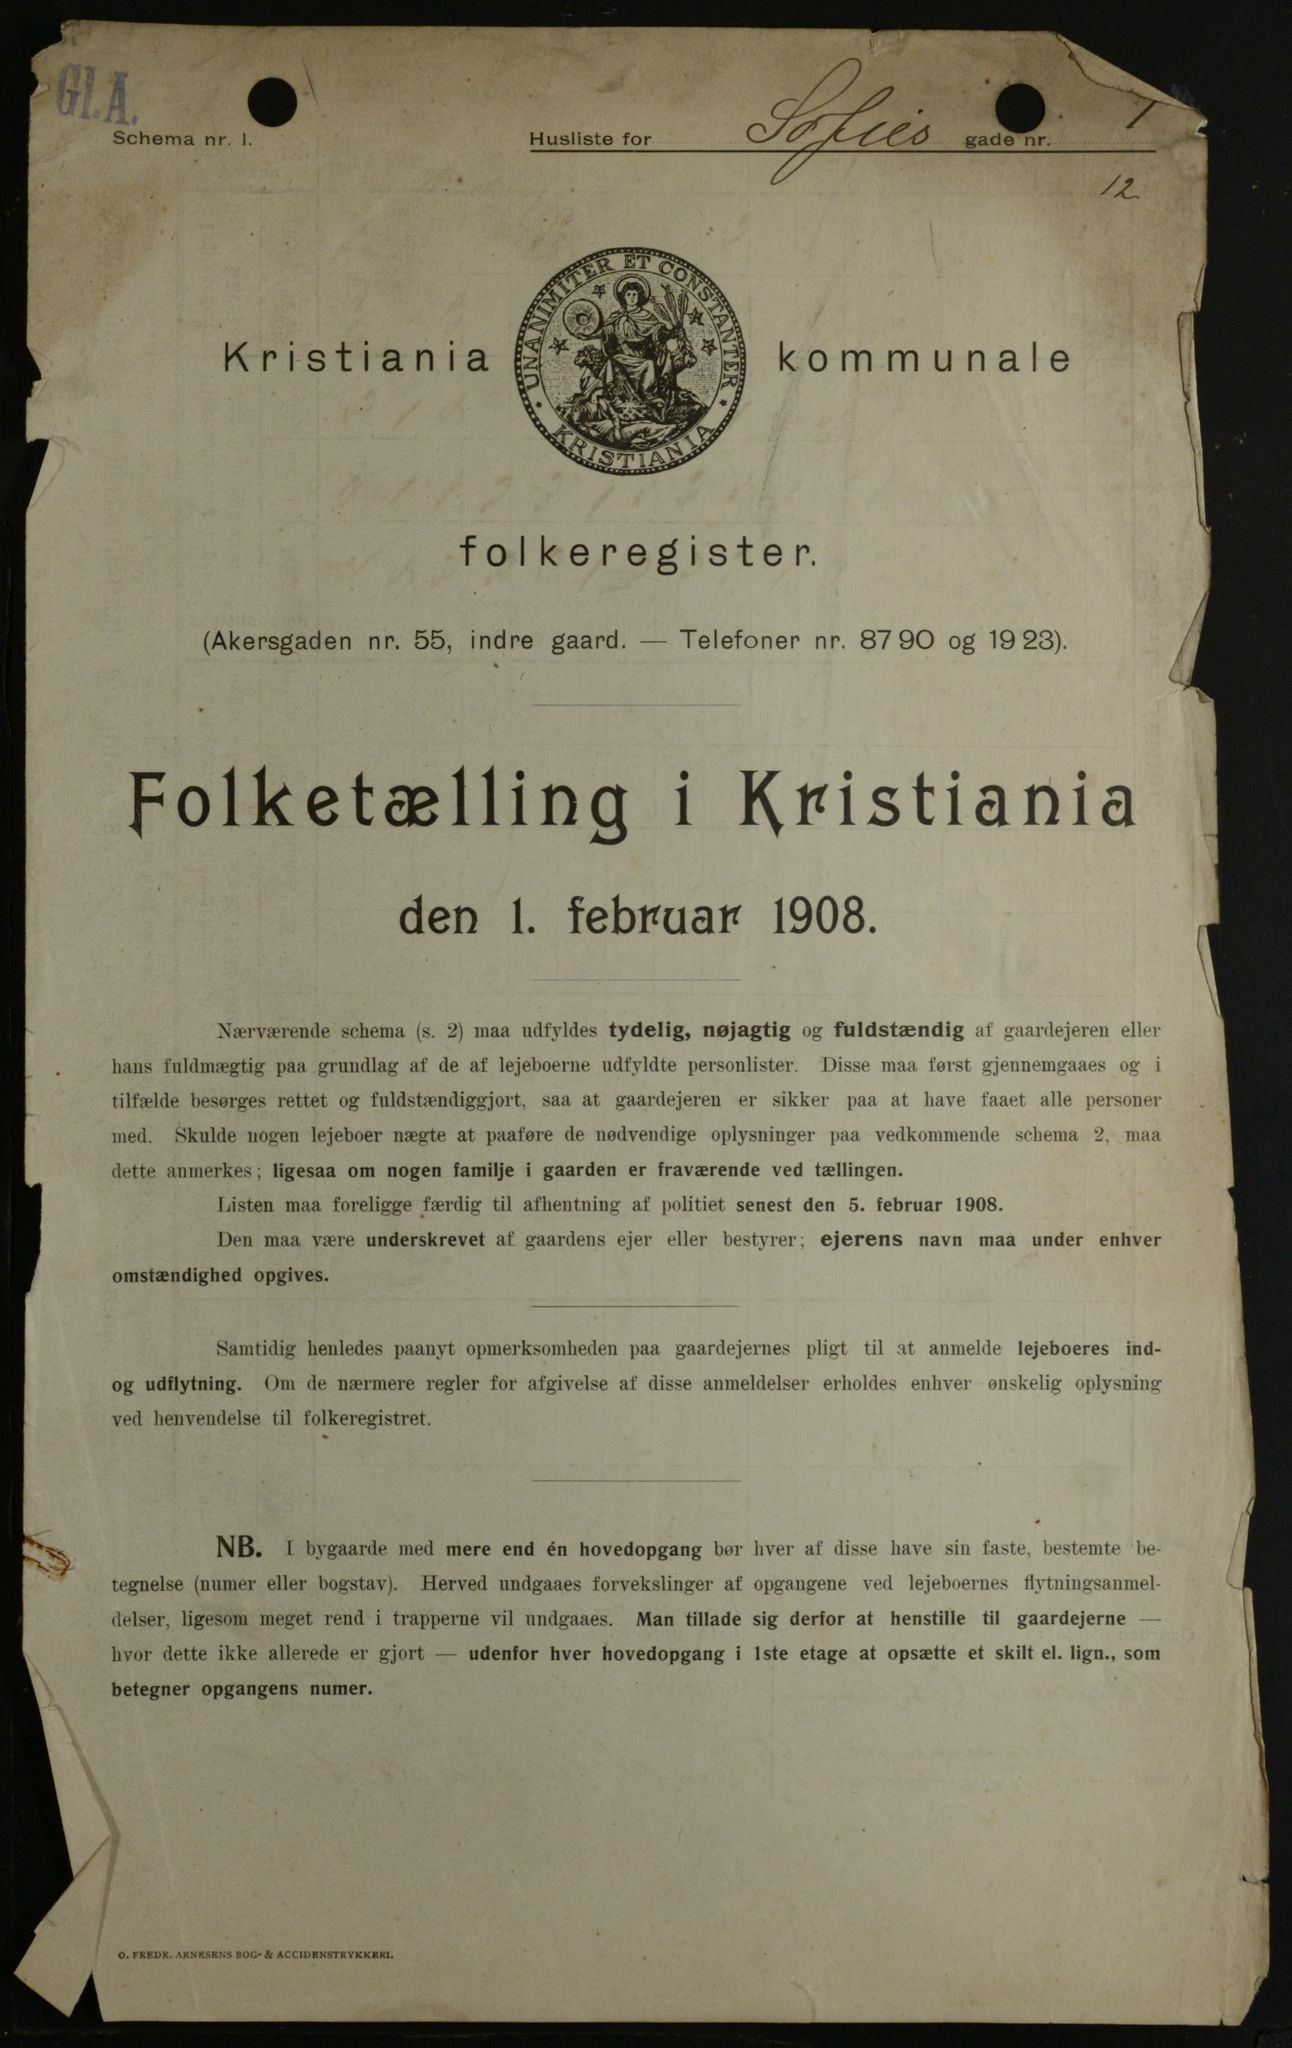 Gl. A.
Schema nr. 1. Husliste for Sofies gade nr. 1
12
UNANIMITER ET CONSTANTER
KRISTIANIA
Kristiania kommunale
folkeregister.
(Akersgaden nr. 55, indre gaard. — Telefoner nr. 87 90 og 19 23).
Folketælling i Kristiania
den 1. februar 1908.
Nærværende schema (s. 2) maa udfyldes tydelig, nøjagtig og fuldstændig af gaardejeren eller
hans fuldmægtig paa grundlag af de af lejeboerne udfyldte personlister. Disse maa først gjennemgaaes og i
tilfælde besørges rettet og fuldstændiggjort, saa at gaardejeren er sikker paa at have faaet alle personer
med. Skulde nogen lejeboer nægte at paaføre de nødvendige oplysninger paa vedkommende schema 2, maa
dette anmerkes; ligesaa om nogen familje i gaarden er fraværende ved tællingen.
Listen maa foreligge færdig til afhentning af politiet senest den 5. februar 1908.
Den maa være underskrevet af gaardens ejer eller bestyrer; ejerens navn maa under enhver
omstændighed opgives.
Samtidig henledes paanyt opmerksomheden paa gaardejernes pligt til at anmelde lejeboeres ind-
og udflytning. Om de nærmere regler for afgivelse af disse anmeldelser erholdes enhver ønskelig oplysning
ved henvendelse til folkeregistret.
NB. I bygaarde med mere end én hovedopgang bør hver af disse have sin faste, bestemte be-
tegnelse (numer eller bogstav). Herved undgaaes forvekslinger af opgangene ved lejeboernes flytningsanmel-
delser, ligesom meget rend i trapperne vil undgaaes. Man tillade sig derfor at henstille til gaardejerne —
hvor dette ikke allerede er gjort — udenfor hver hovedopgang i 1ste etage at opsætte et skilt el. lign., som
betegner opgangens numer.
O. FREDR. ARNESENS BOG- & ACCIDENSTRYKKERI.